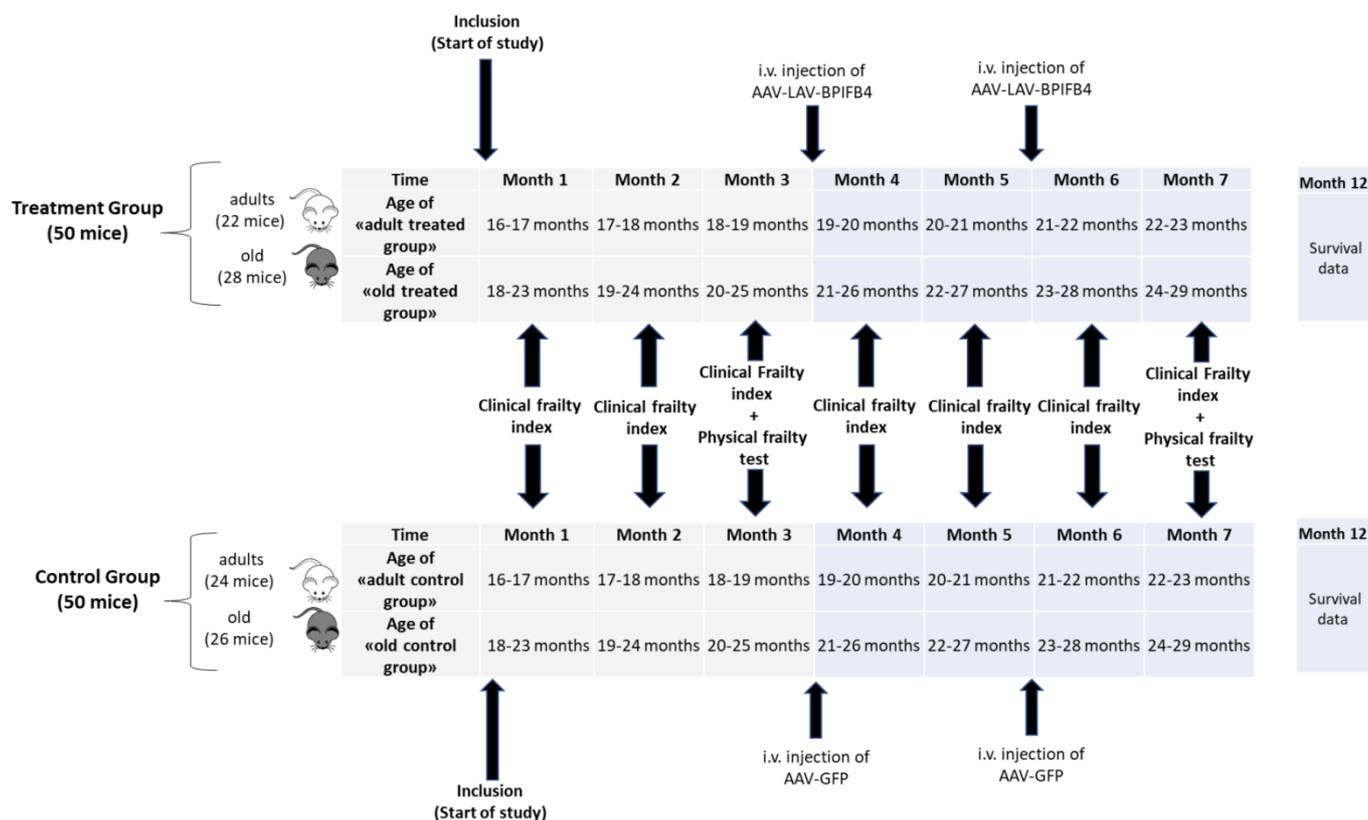 Inclusion
(Start of study)
i.v. injection of
AAV-LAV-BPIFB4
i.v. injection of
AAV-LAV-BPIFB4
Treatment Group
(50 mice)
adults
(22 mice)
old
(28 mice)
Time Month 1 Month 2 Month 3 Month 4 Month 5 Month 6 Month 7
Age of
«adult treated
group»
16-17 months 17-18 months 18-19 months 19-20 months 20-21 months 21-22 months 22-23 months
Age of
«old treated
group»
18-23 months 19-24 months 20-25 months 21-26 months 22-27 months 23-28 months 24-29 months
Month 12
Survival
data
Clinical frailty
index
Clinical frailty
index
Clinical Frailty
index
+
Physical frailty
test
Clinical frailty
index
Clinical frailty
index
Clinical frailty
index
Clinical Frailty
index
+
Physical frailty
test
Control Group
(50 mice)
adults
(24 mice)
old
(26 mice)
Time Month 1 Month 2 Month 3 Month 4 Month 5 Month 6 Month 7
Age of
«adult control
group»
16-17 months 17-18 months 18-19 months 19-20 months 20-21 months 21-22 months 22-23 months
Age of
«old control
group»
18-23 months 19-24 months 20-25 months 21-26 months 22-27 months 23-28 months 24-29 months
Month 12
Survival
data
Inclusion
(Start of study)
i.v. injection of
AAV-GFP
i.v. injection of
AAV-GFP